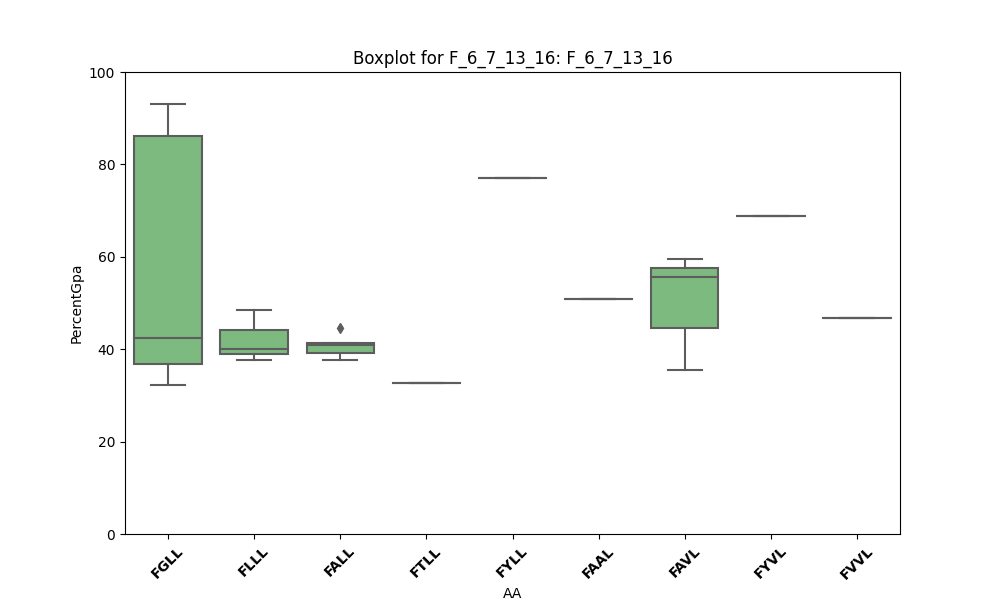 Boxplot for F_6_7_13_16: F_6_7_13_16
PercentGpa
100
80
60
40
20
0
FGLL
FLLL
FALL
FTLL
FYLL
FAAL
FAVL
FYVL
FVVL
AA